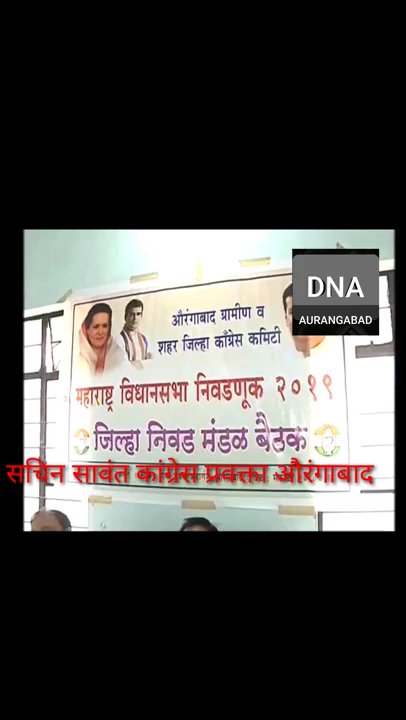 DNA
AURANGABAD
औरंगाबाद ग्रामीण व
शहर जिल्हा काँग्रेस कमिटी
महाराष्ट्र विधानसभा निवडणूक २०१९
जिल्हा निवड मंडळ बैठक
सचिन सावंत कांग्रेस प्रवक्ता औरंगाबाद